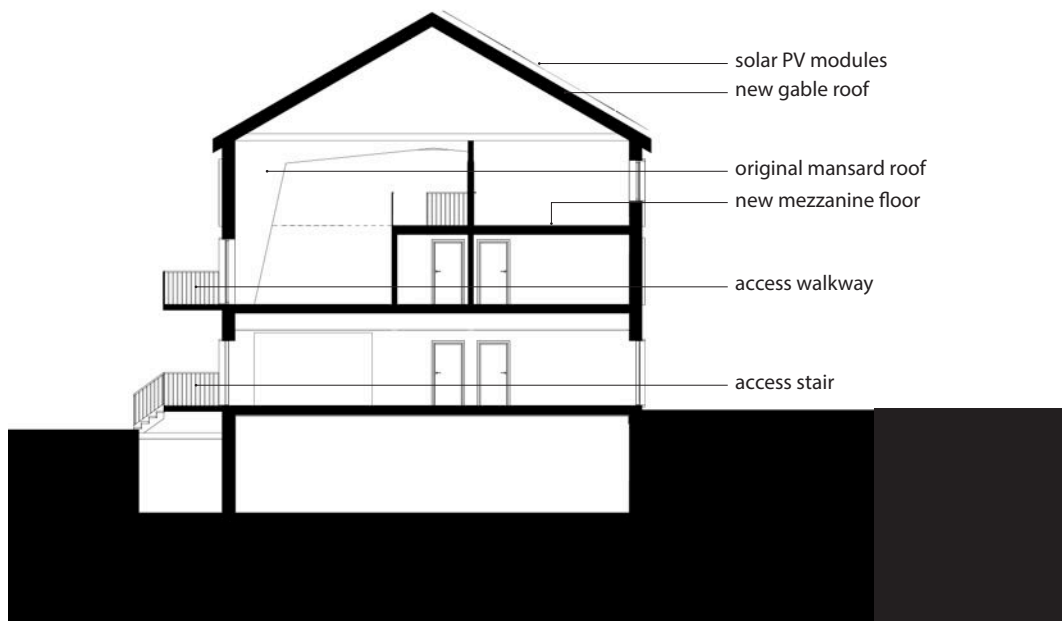 solar PV modules
new gable roof
original mansard roof
new mezzanine floor
access walkway
access stair